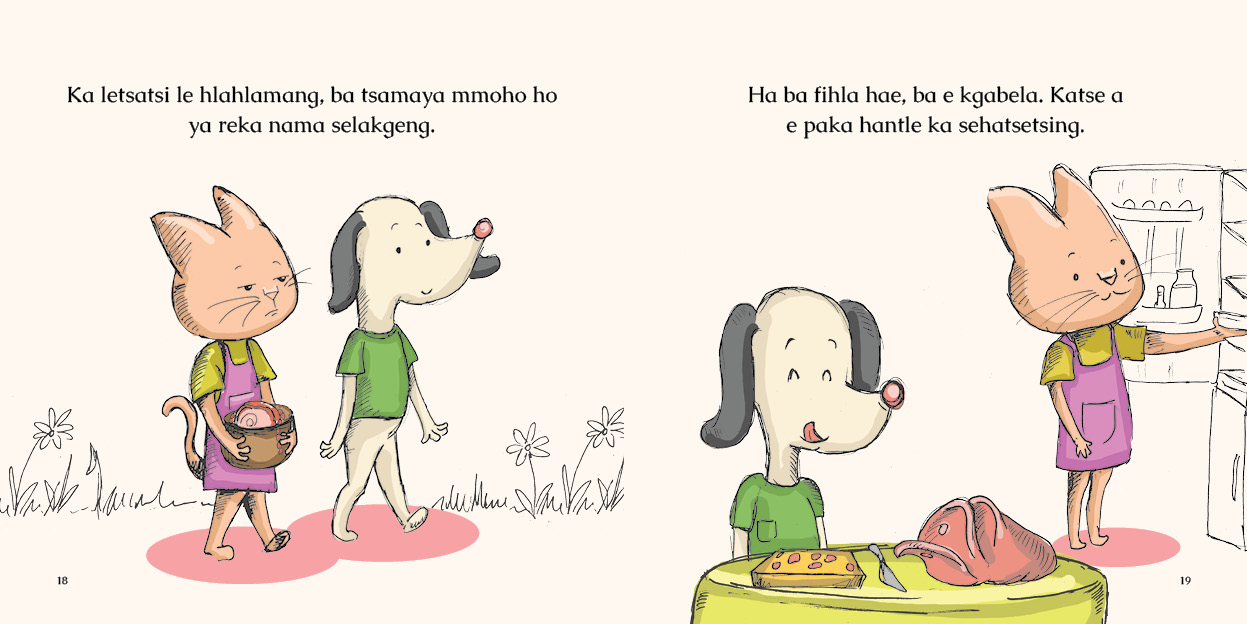 Ka letsatsi le hlahlamang, ba tsamaya mmoho ho
ya reka nama selakgeng.
18
Ha ba fihla hae, ba e kgabela. Katse a
e paka hantle ka sehatsetsing.
19